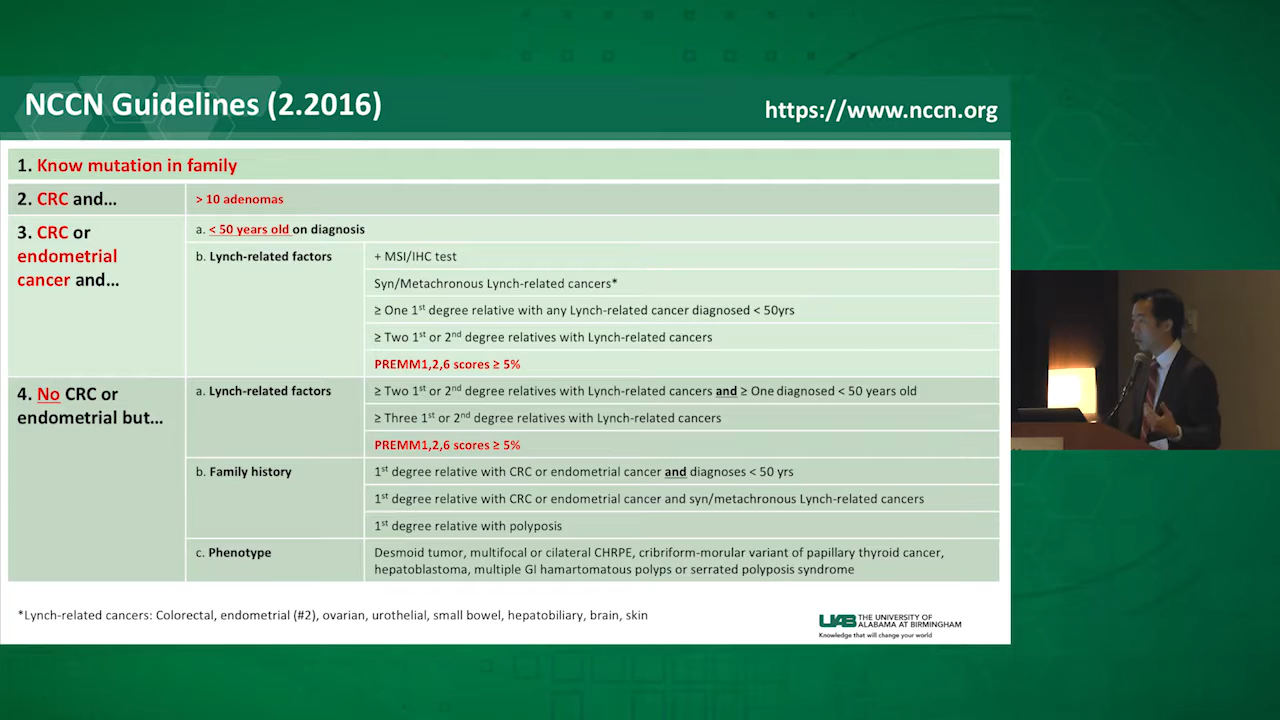 NCCN Guidelines (2.2016)
https://www.nccn.org
1. Know mutation in family
2. CRC and...
> 10 adenomas
3. CRC or
endometrial
cancer and...
a. < 50 years old on diagnosis
b. Lynch-related factors
+ MSI/IHC test
Syn/Metachronous Lynch-related cancers*
≥ One 1st degree relative with any Lynch-related cancer diagnosed < 50yrs
≥ Two 1st or 2nd degree relatives with Lynch-related cancers
PREMM1,2,6 scores ≥ 5%
4. No CRC or
endometrial but...
a. Lynch-related factors
≥ Two 1st or 2nd degree relatives with Lynch-related cancers and ≥ One diagnosed < 50 years old
≥ Three 1st or 2nd degree relatives with Lynch-related cancers
PREMM1,2,6 scores ≥ 5%
b. Family history
1st degree relative with CRC or endometrial cancer and diagnoses < 50 yrs
1st degree relative with CRC or endometrial cancer and syn/metachronous Lynch-related cancers
1st degree relative with polyposis
c. Phenotype
Desmoid tumor, multifocal or cilateral CHRPE, cribriform-morular variant of papillary thyroid cancer,
hepatoblastoma, multiple GI hamartomatous polyps or serrated polyposis syndrome
*Lynch-related cancers: Colorectal, endometrial (#2), ovarian, urothelial, small bowel, hepatobiliary, brain, skin
UAB THE UNIVERSITY OF
ALABAMA AT BIRMINGHAM
Knowledge that will change your world